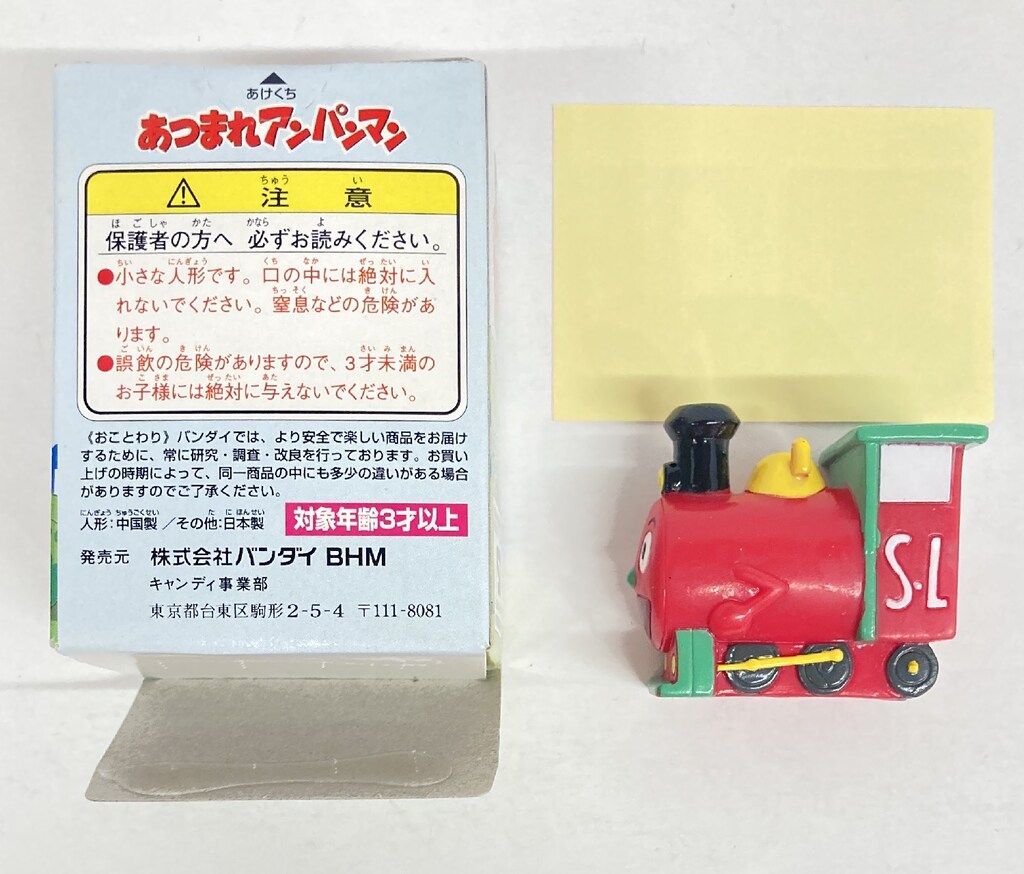 あけくち
あつまれアンパンマン
⚠ 注意
保護者の方へ 必ずお読みください。
●小さな人形です。口の中には絶対に入
れないでください。窒息などの危険があ
ります。
●誤飲の危険がありますので、3才未満の
お子様には絶対に与えないでください。
《おことわり》バンダイでは、より安全で楽しい商品をお届け
するために、常に研究・調査・改良を行っております。お買い
上げの時期によって、同一商品の中にも多少の違いがある場合
がありますのでご了承ください。
人形:中国製/その他:日本製
対象年齢3才以上
発売元 株式会社バンダイ BHM
キャンディ事業部
東京都台東区駒形2-5-4 〒111-8081
S・L